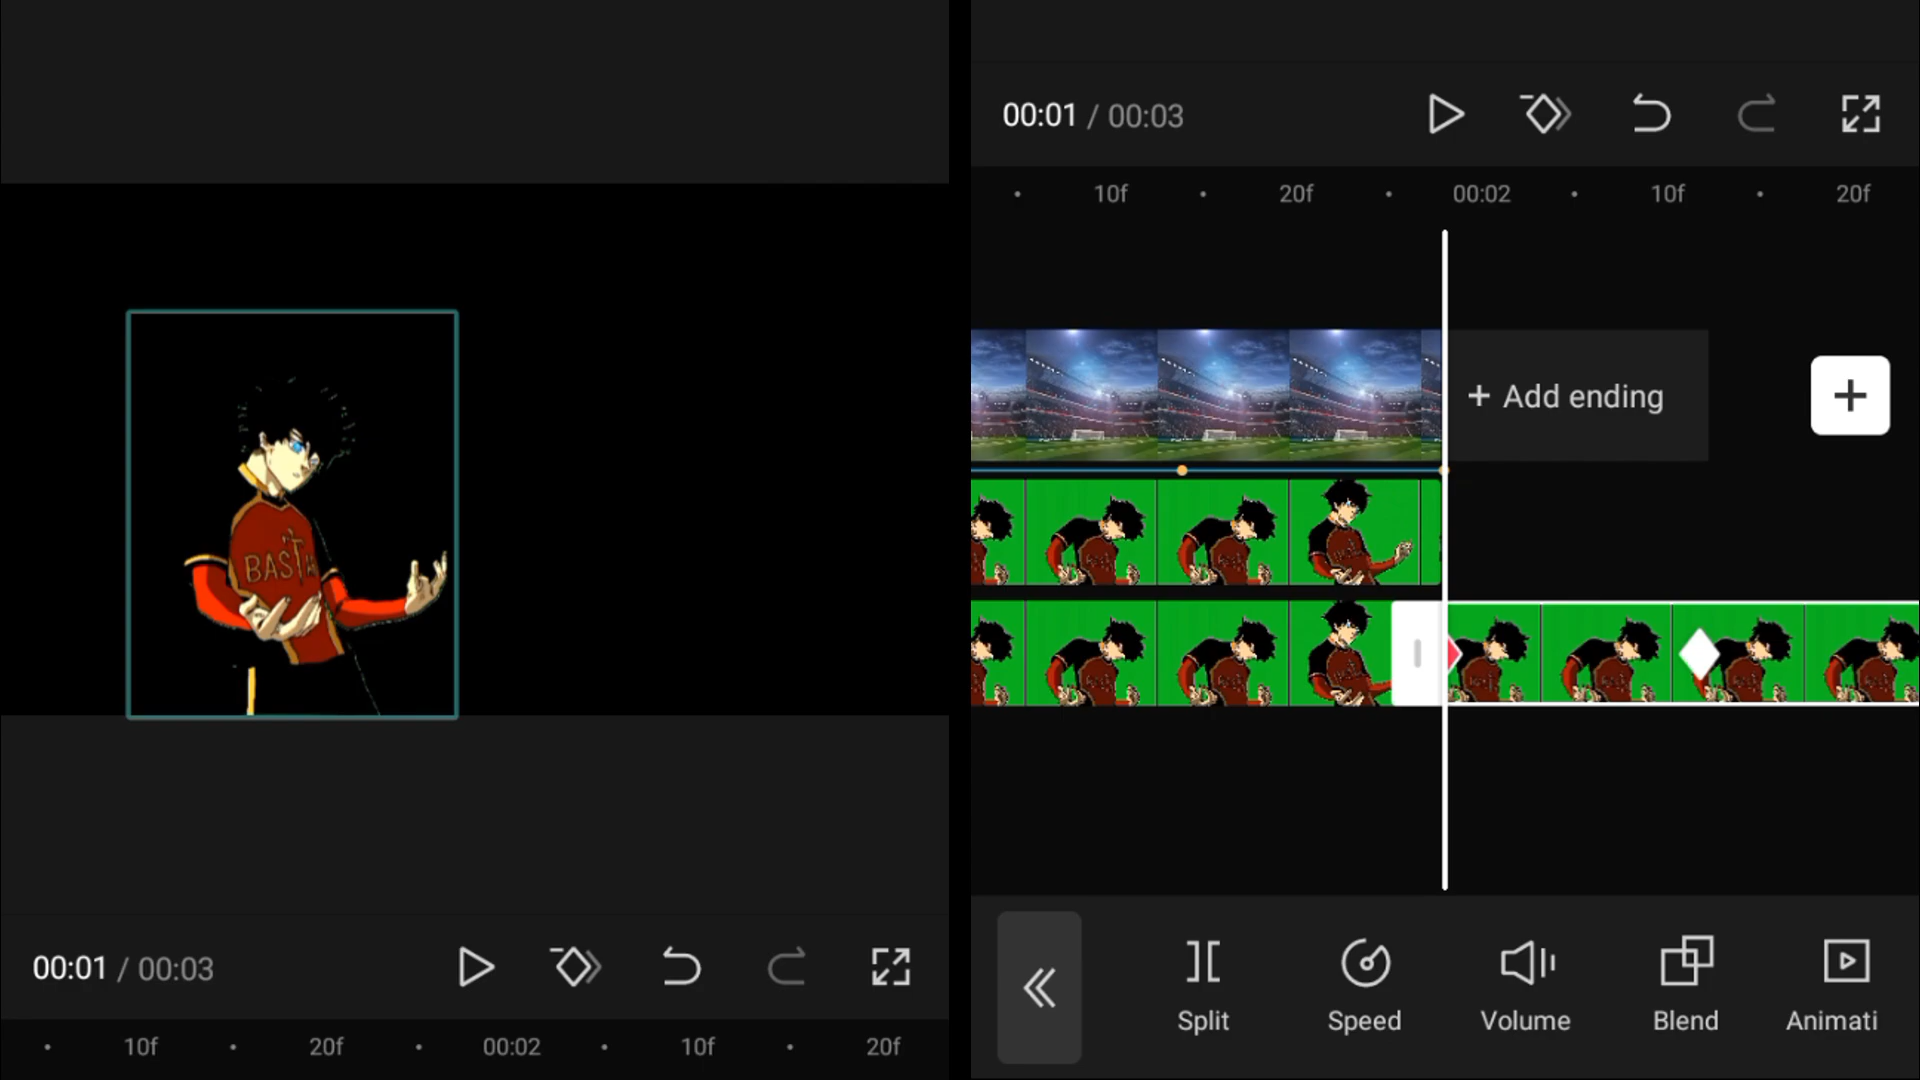 BAST
00:01 / 00:03
10f 20f 00:02 10f 20f
00:01 / 00:03
10f 20f 00:02 10f 20f
+ Add ending
Split Speed Volume Blend Animati